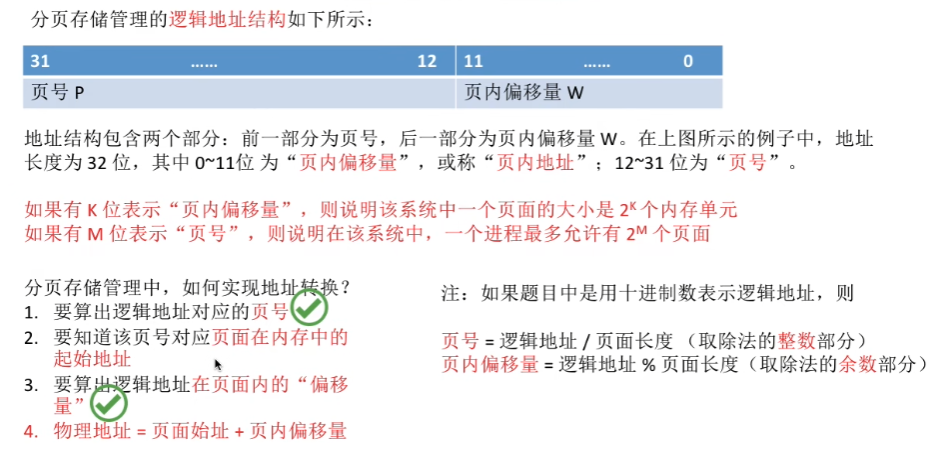 分页存储管理的逻辑地址结构如下所示：
31 …… 12 11 …… 0
页号 P 页内偏移量 W
地址结构包含两个部分：前一部分为页号，后一部分为页内偏移量 W。在上图所示的例子中，地址
长度为 32 位，其中 0~11位 为“页内偏移量”，或称“页内地址”；12~31 位为“页号”。
如果有 K 位表示“页内偏移量”，则说明该系统中一个页面的大小是 2ᴷ 个内存单元
如果有 M 位表示“页号”，则说明在该系统中，一个进程最多允许有 2ᴹ 个页面
分页存储管理中，如何实现地址转换？
1. 要算出逻辑地址对应的页号
2. 要知道该页号对应页面在内存中的
起始地址
3. 要算出逻辑地址在页面内的“偏移
量”
4. 物理地址 = 页面始址 + 页内偏移量
注：如果题目中是用十进制数表示逻辑地址，则
页号 = 逻辑地址 / 页面长度 （取除法的整数部分）
页内偏移量 = 逻辑地址 % 页面长度（取除法的余数部分）